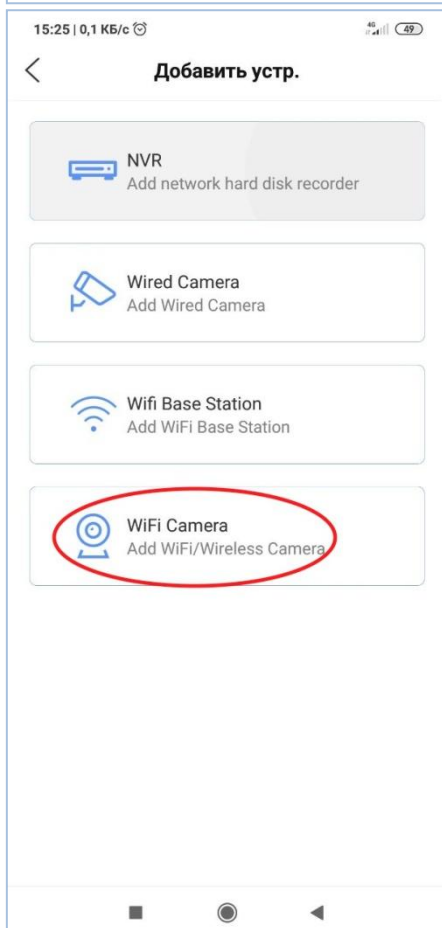 15:25 | 0,1 КБ/с
4G
49
Добавить устр.
NVR
Add network hard disk recorder
Wired Camera
Add Wired Camera
Wifi Base Station
Add WiFi Base Station
WiFi Camera
Add WiFi/Wireless Camera